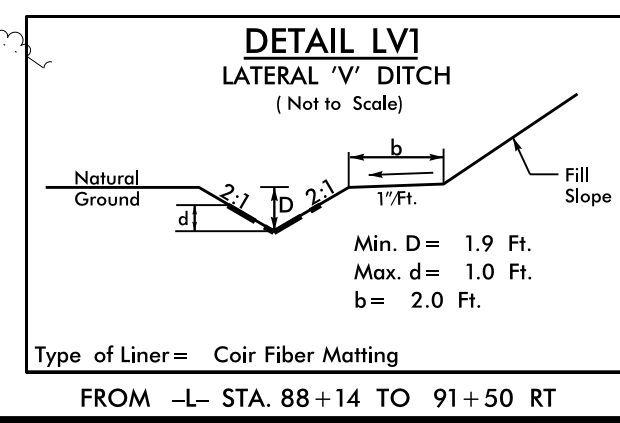 DETAIL LV1
LATERAL 'V' DITCH
( Not to Scale)
b
Natural
Ground
2:1
D
2:1
1"/Ft.
Fill
Slope
d
Min. D= 1.9 Ft.
Max. d= 1.0 Ft.
b= 2.0 Ft.
Type of Liner= Coir Fiber Matting
FROM -L- STA. 88+14 TO 91+50 RT